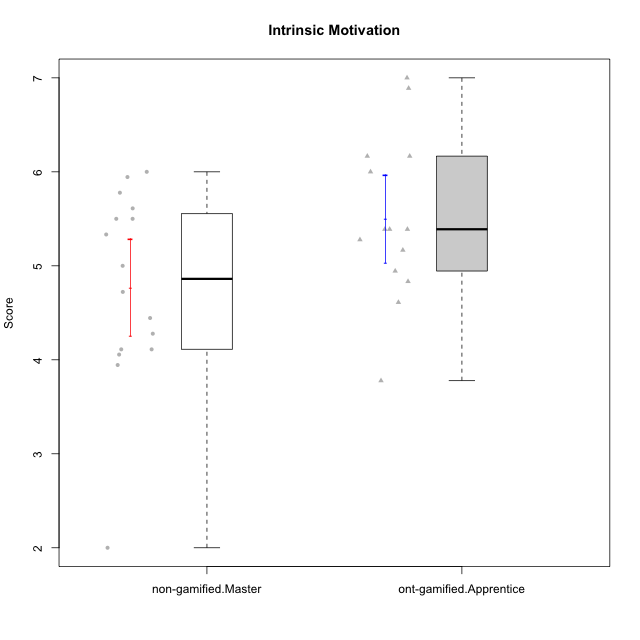 Intrinsic Motivation
Score
7
6
5
4
3
2
non-gamified.Master
ont-gamified.Apprentice